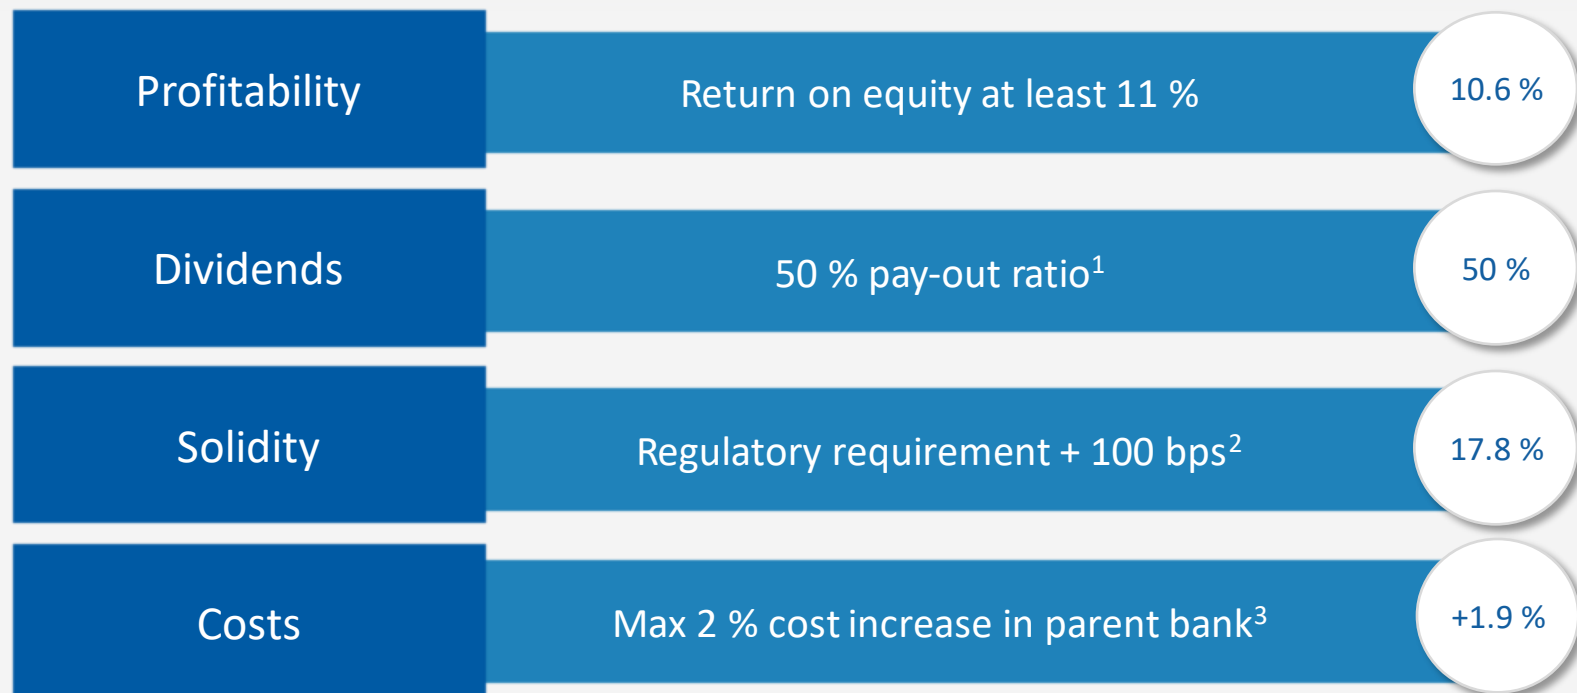 Profitability
Return on equity at least 11 %
10.6 %
Dividends
50 % pay-out ratio¹
50 %
Solidity
Regulatory requirement + 100 bps²
17.8 %
Costs
Max 2 % cost increase in parent bank³
+1.9 %